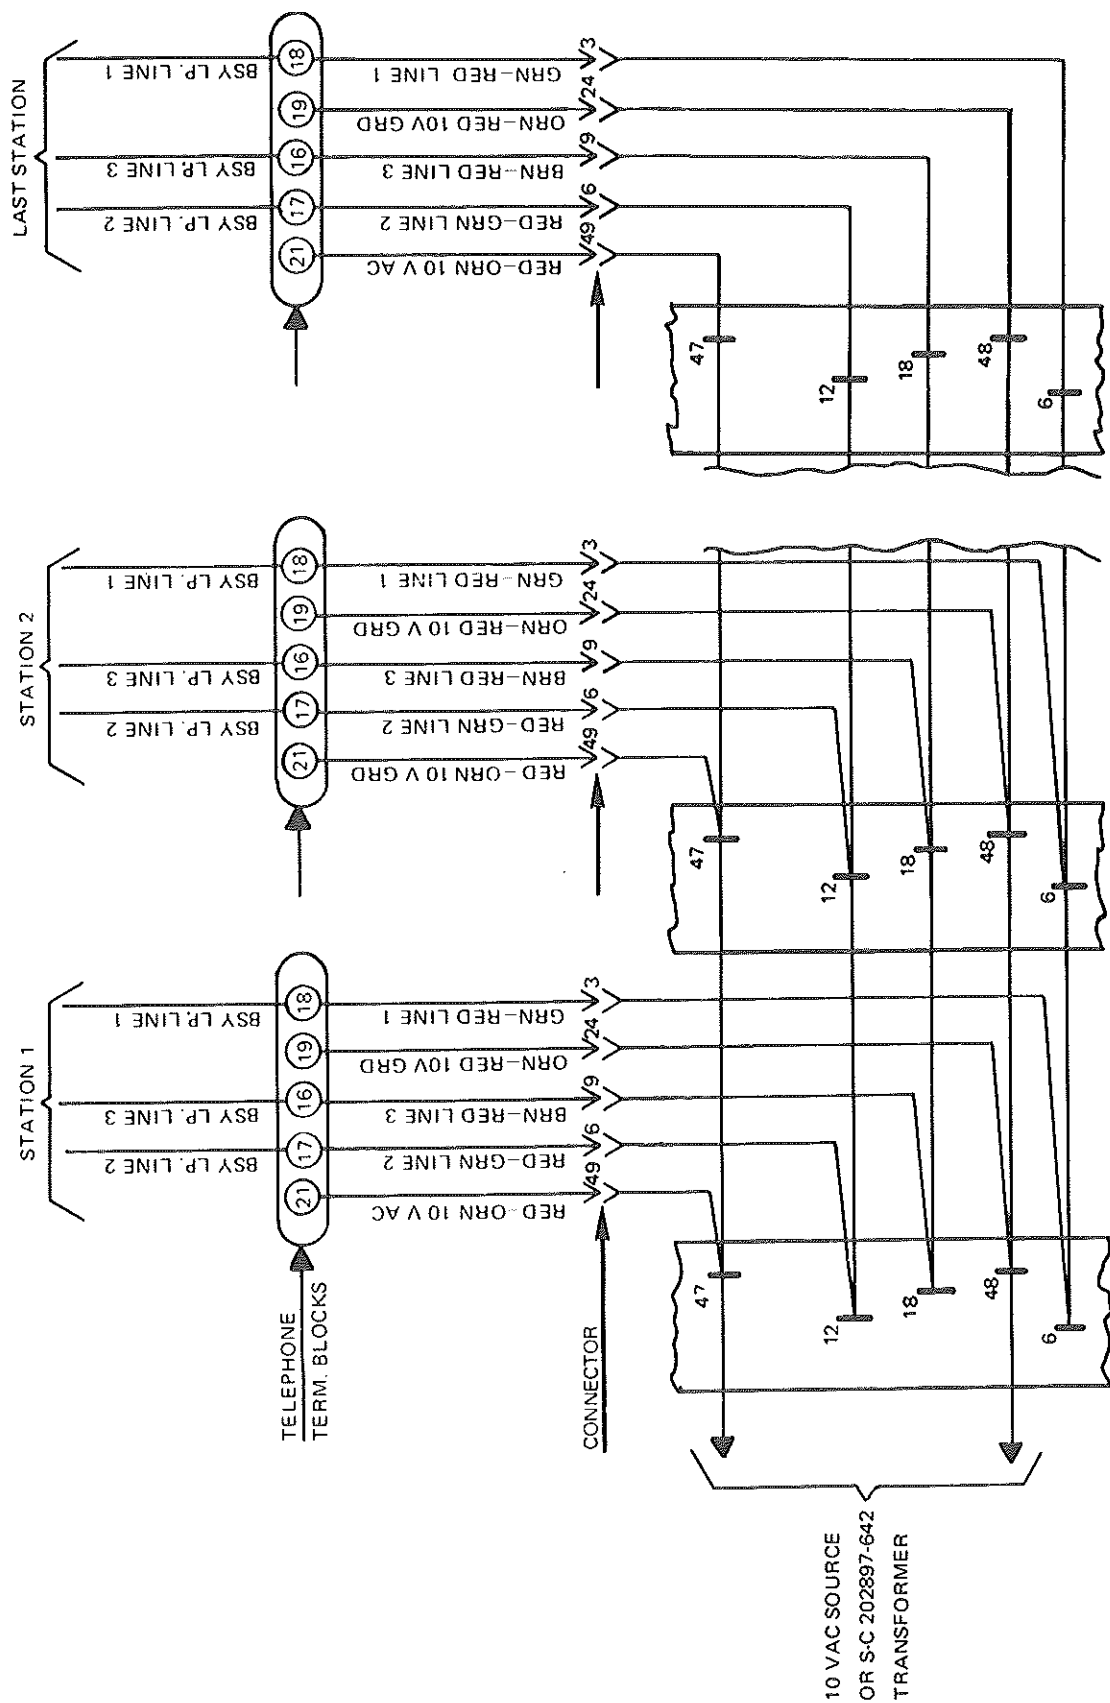 STATION 1
BSY LP. LINE 2
BSY LP. LINE 3
BSY LP. LINE 1
TELEPHONE
TERM. BLOCKS
21
17
16
19
18
RED-ORN 10 V AC
RED-GRN LINE 2
BRN-RED LINE 3
ORN-RED 10V GRD
GRN-RED LINE 1
CONNECTOR
49
6
9
24
3
47
12
18
48
6
STATION 2
BSY LP. LINE 2
BSY LP. LINE 3
BSY LP. LINE 1
21
17
16
19
18
RED-ORN 10 V GRD
RED-GRN LINE 2
BRN-RED LINE 3
ORN-RED 10 V GRD
GRN-RED LINE 1
49
6
9
24
3
47
12
18
48
6
LAST STATION
BSY LP. LINE 2
BSY LP. LINE 3
BSY LP. LINE 1
21
17
16
19
18
RED-ORN 10 V AC
RED-GRN LINE 2
BRN-RED LINE 3
ORN-RED 10V GRD
GRN-RED LINE 1
49
6
9
24
3
47
12
18
48
6
10 VAC SOURCE
OR S-C 202897-642
TRANSFORMER